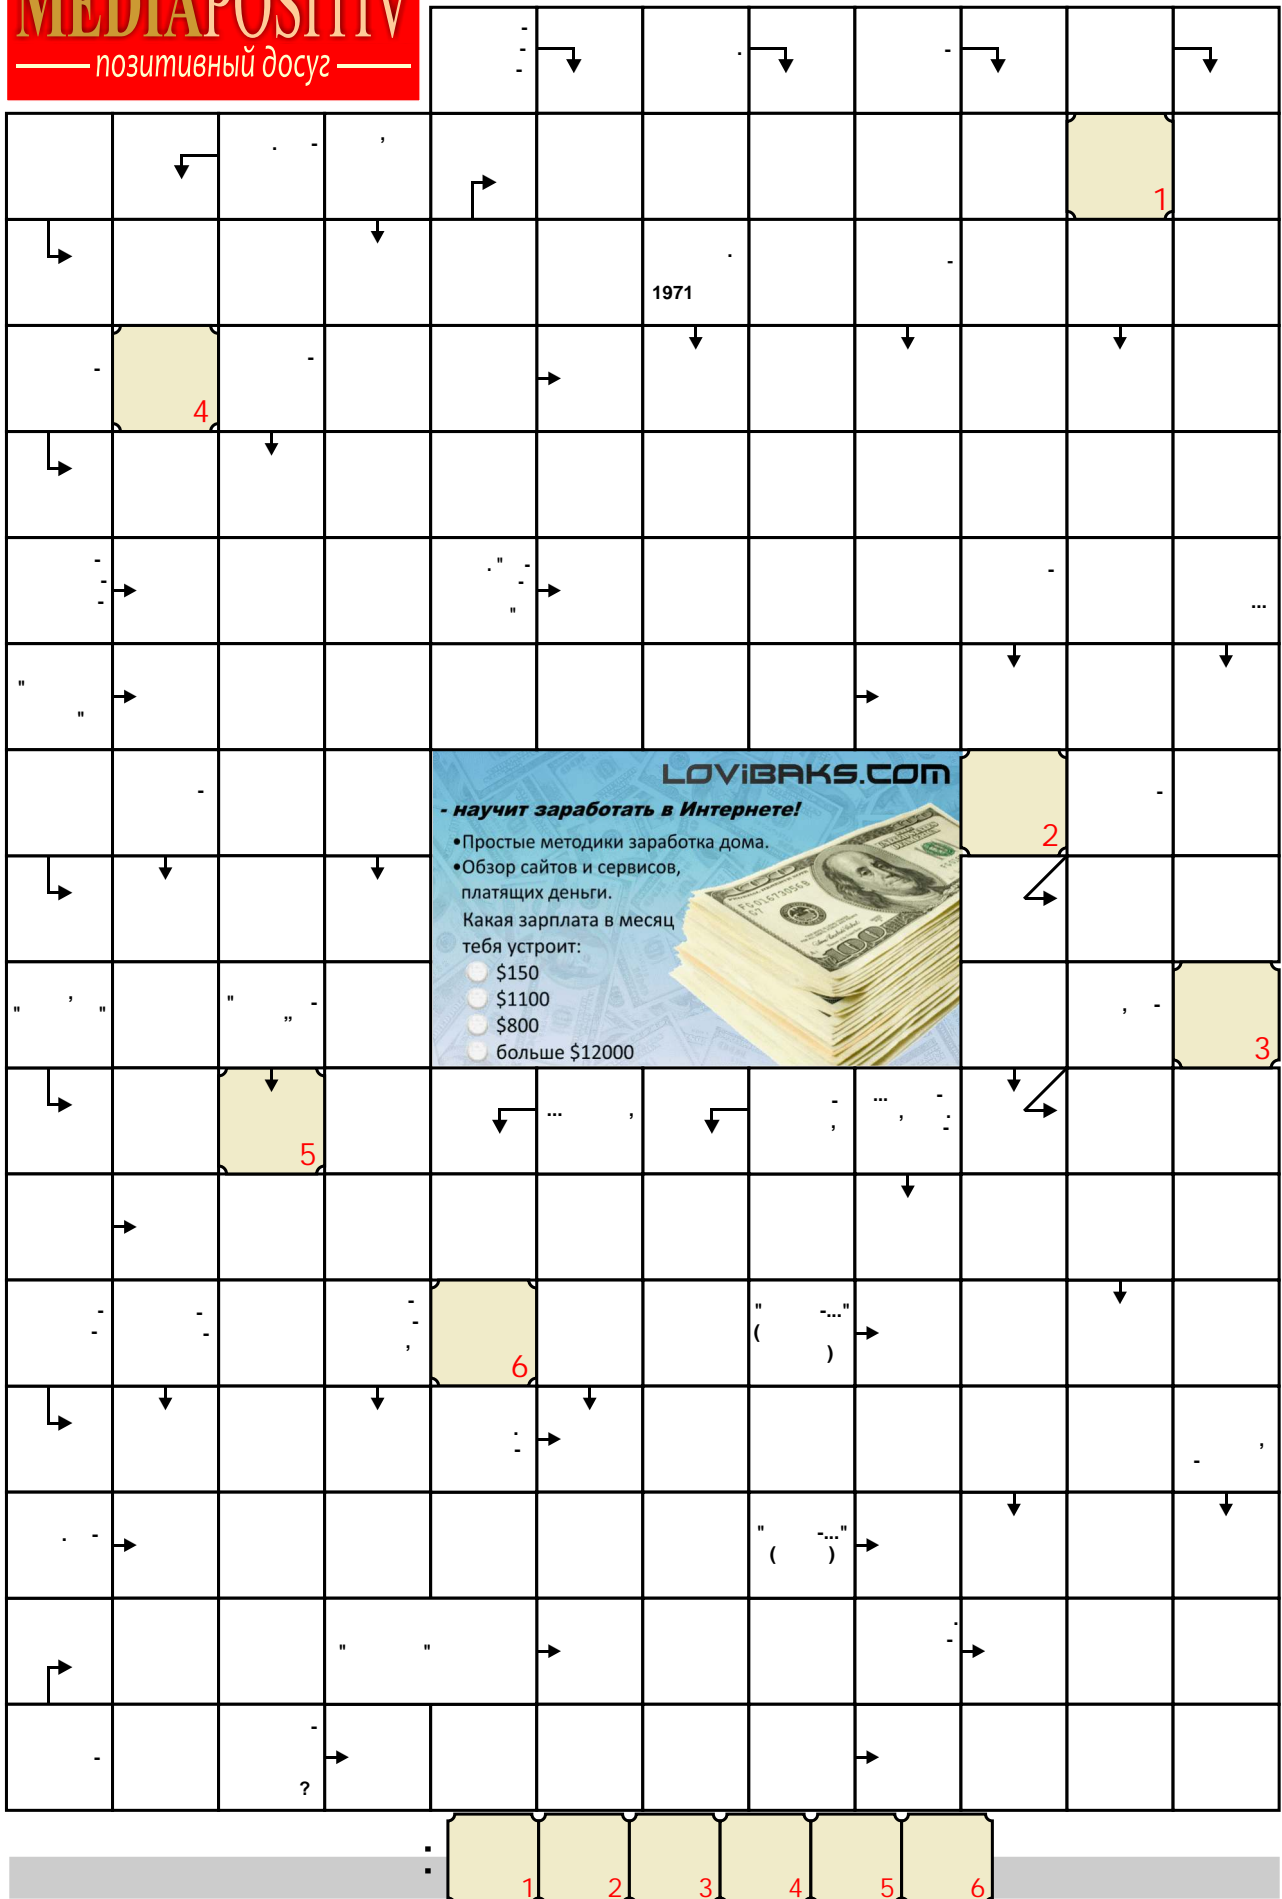 MEDIAPOSITIV
позитивный досуг
1
1971
4
LOViBAKS.COM
- научит заработать в Интернете!
•Простые методики заработка дома.
•Обзор сайтов и сервисов,
платящих деньги.
Какая зарплата в месяц
тебя устроит:
$150
$1100
$800
больше $12000
2
3
5
6
?
1 2 3 4 5 6